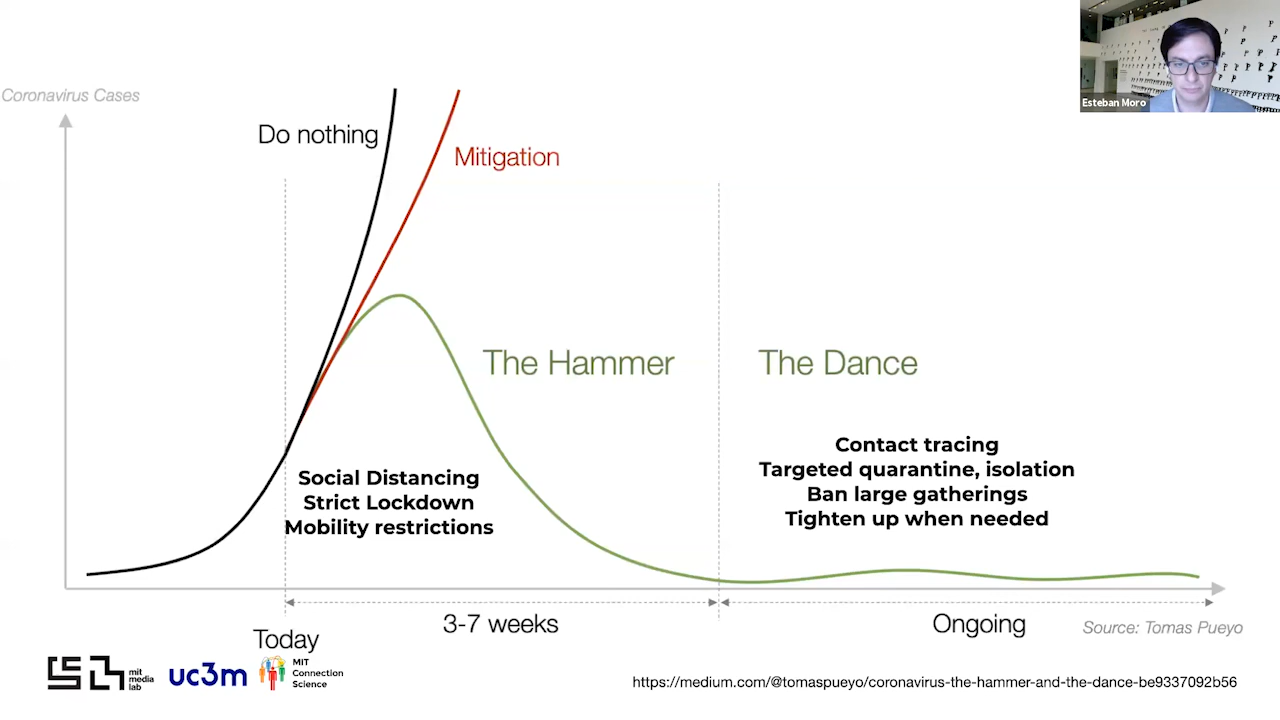 Esteban Moro
Coronavirus Cases
Do nothing
Mitigation
The Hammer
The Dance
Social Distancing
Strict Lockdown
Mobility restrictions
Contact tracing
Targeted quarantine, isolation
Ban large gatherings
Tighten up when needed
3-7 weeks
Ongoing
Today
Source: Tomas Pueyo
mit
media
lab
uc3m
MIT
Connection
Science
https://medium.com/@tomaspueyo/coronavirus-the-hammer-and-the-dance-be9337092b56